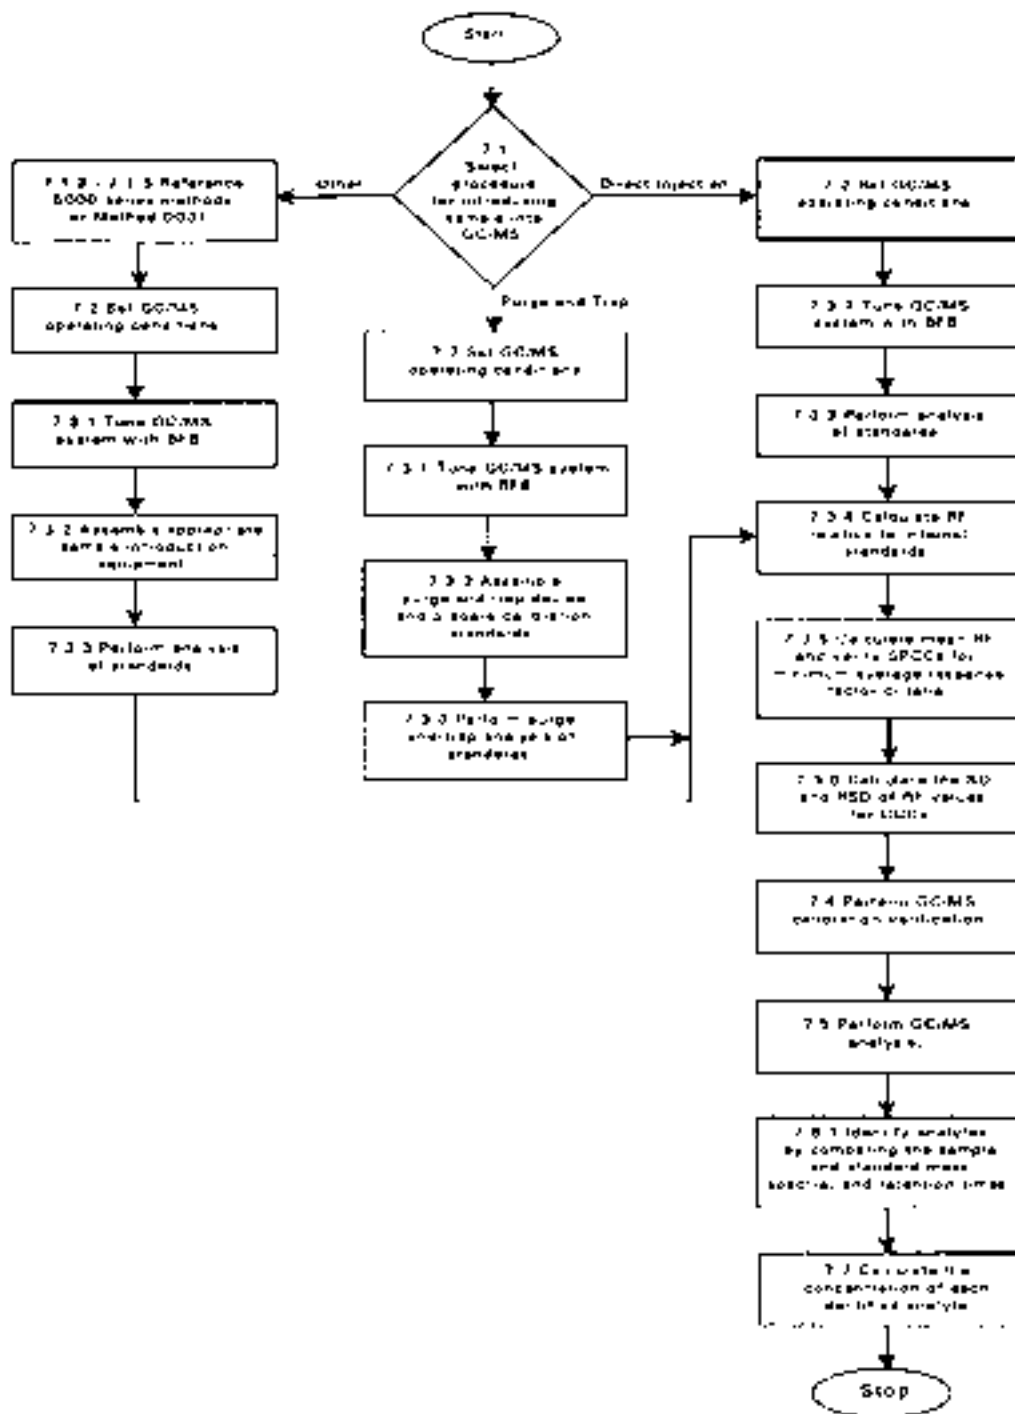 Start
7.1
Select
procedure
for introducing
sample into
GC/MS
Other
Direct Injection
Purge-and-Trap
Reference
5000 series methods
or Method
7.2 Set GC/MS
operating conditions
7.3.1 Tune GC/MS
system with BFB
7.3.2 Assemble appropriate
sample introduction
equipment
7.3.3 Perform analysis
of standards
7.2 Set GC/MS
operating conditions
7.3.1 Tune GC/MS system
with BFB
7.3.2 Assemble
purge-and-trap device
and calibration
standards
7.3.3 Perform purge-
and-trap analysis of
standards
7.2 Set GC/MS
operating conditions
7.3.1 Tune GC/MS
system with BFB
7.3.3 Perform analysis
of standards
7.3.4 Calculate RF
relative to internal
standards
7.3.5 Calculate mean RF
and verify SPCCs for
minimum average response
factor criteria
7.3.6 Calculate the SD
and RSD of RF values
for CCCs
7.4 Perform GC/MS
calibration verification
7.5 Perform GC/MS
analysis.
7.6.1 Identify analytes
by comparing the sample
and standard mass
spectra, and retention times
7.7 Calculate the
concentration of each
identified analyte
Stop